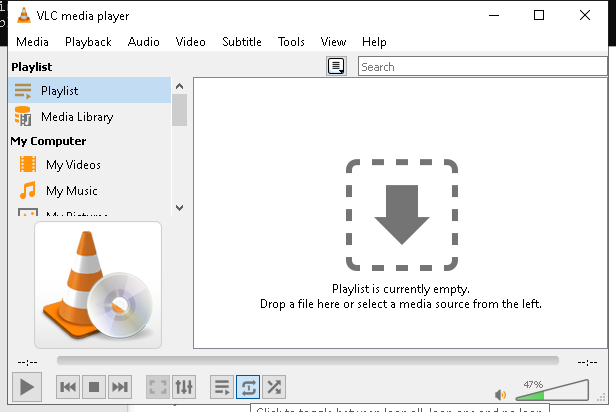 VLC media player
Media Playback Audio Video Subtitle Tools View Help
Playlist
Search
Playlist
Media Library
My Computer
My Videos
My Music
My Pictures
Playlist is currently empty.
Drop a file here or select a media source from the left.
--:-- --:--
47%
Click to toggle between loop all, loop one and no loop